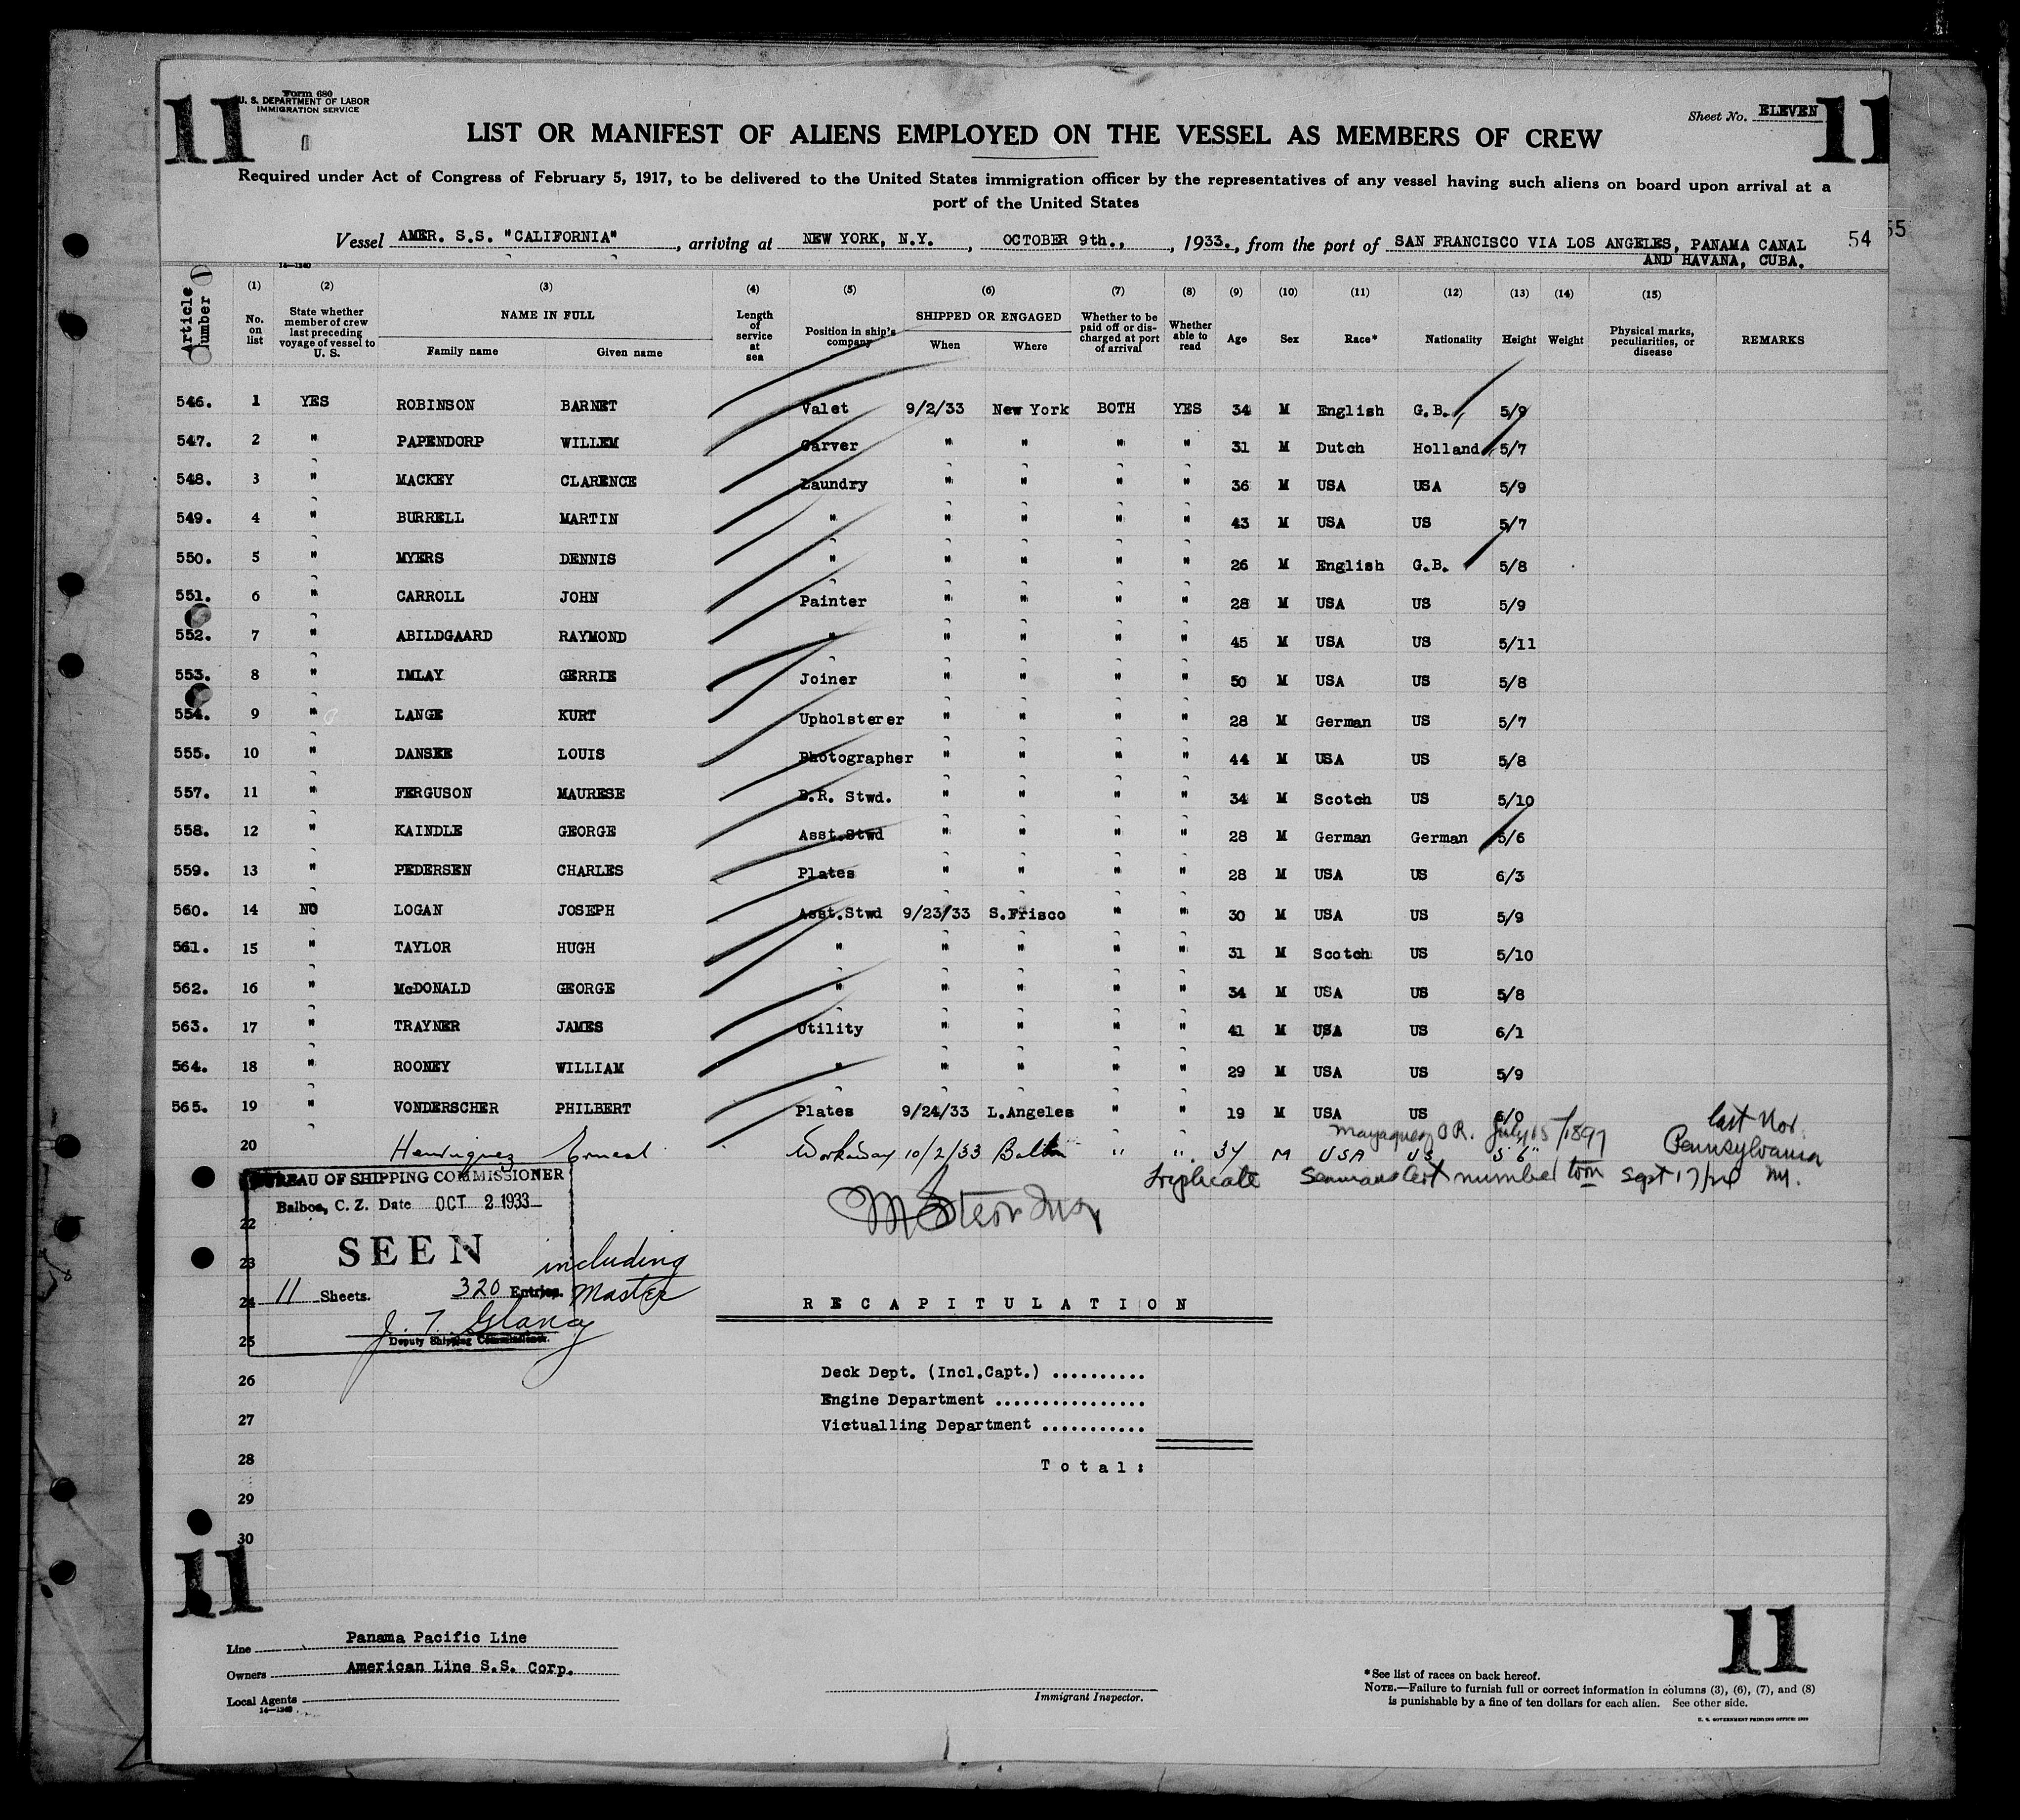 11
Form 680
U. S. DEPARTMENT OF LABOR
IMMIGRATION SERVICE
Sheet No. ELEVEN
11
LIST OR MANIFEST OF ALIENS EMPLOYED ON THE VESSEL AS MEMBERS OF CREW
Required under Act of Congress of February 5, 1917, to be delivered to the United States immigration officer by the representatives of any vessel having such aliens on board upon arrival at a
port of the United States
Vessel AMER. S.S. "CALIFORNIA", arriving at NEW YORK, N.Y., OCTOBER 9th., 1933., from the port of SAN FRANCISCO VIA LOS ANGELES, PANAMA CANAL 54 55
AND HAVANA, CUBA.
14—1240
Article number (1) No. on list (2) State whether member of crew last preceding voyage of vessel to U. S. (3) NAME IN FULL Family name Given name (4) Length of service at sea (5) Position in ship's company (6) SHIPPED OR ENGAGED When Where (7) Whether to be paid off or discharged at port of arrival (8) Whether able to read (9) Age (10) Sex (11) Race* (12) Nationality (13) Height (14) Weight (15) Physical marks, peculiarities, or disease REMARKS
546. 1 YES ROBINSON BARNET Valet 9/2/33 New York BOTH YES 34 M English G.B. 5/9
547. 2 " PAPENDORP WILLEM Carver " " " " 31 M Dutch Holland 5/7
548. 3 " MACKEY CLARENCE Laundry " " " " 36 M USA USA 5/9
549. 4 " BURRELL MARTIN " " " " " 43 M USA US 5/7
550. 5 " MYERS DENNIS " " " " " 26 M English G.B. 5/8
551. 6 " CARROLL JOHN Painter " " " " 28 M USA US 5/9
552. 7 " ABILDGAARD RAYMOND " " " " " 45 M USA US 5/11
553. 8 " IMLAY GERRIE Joiner " " " " 50 M USA US 5/8
554. 9 " LANGE KURT Upholsterer " " " " 28 M German US 5/7
555. 10 " DANSEE LOUIS Photographer " " " " 44 M USA US 5/8
557. 11 " FERGUSON MAURESE B.R. Stwd. " " " " 34 M Scotch US 5/10
558. 12 " KAINDLE GEORGE Asst.Stwd " " " " 28 M German German 5/6
559. 13 " PEDERSEN CHARLES Plates " " " " 28 M USA US 6/3
560. 14 NO LOGAN JOSEPH Asst.Stwd 9/23/33 S.Frisco " " 30 M USA US 5/9
561. 15 " TAYLOR HUGH " " " " " 31 M Scotch US 5/10
562. 16 " McDONALD GEORGE " " " " " 34 M USA US 5/8
563. 17 " TRAYNER JAMES Utility " " " " 41 M USA US 6/1
564. 18 " ROONEY WILLIAM " " " " " 29 M USA US 5/9
565. 19 " VONDERSCHER PHILBERT Plates 9/24/33 L.Angeles " " 19 M USA US 6/0
Mayaguez P.R. July 15/1897 last Nov.
20 Henriquez Ernest Workaway 10/2/33 Balboa " " 34 M USA US 5'6" Pennsylvania
Triplicate Seamans Cert number torn Sept 17/24 NY.
BUREAU OF SHIPPING COMMISSIONER
Balboa, C. Z. Date OCT 2 1933
22
SEEN
23 including
24 11 Sheets. 320 Entries. Master
RECAPITULATION
J. T. Glancy
25 Deputy Shipping Commissioner.
Deck Dept. (Incl.Capt.) ..........
26
Engine Department ................
27
Victualling Department ...........
28 Total:
29
30
11
Line Panama Pacific Line
Owners American Line S.S. Corp.
Local Agents
14—1240
Immigrant Inspector.
11
*See list of races on back hereof.
NOTE.—Failure to furnish full or correct information in columns (3), (6), (7), and (8)
is punishable by a fine of ten dollars for each alien. See other side.
U. S. GOVERNMENT PRINTING OFFICE: 1929